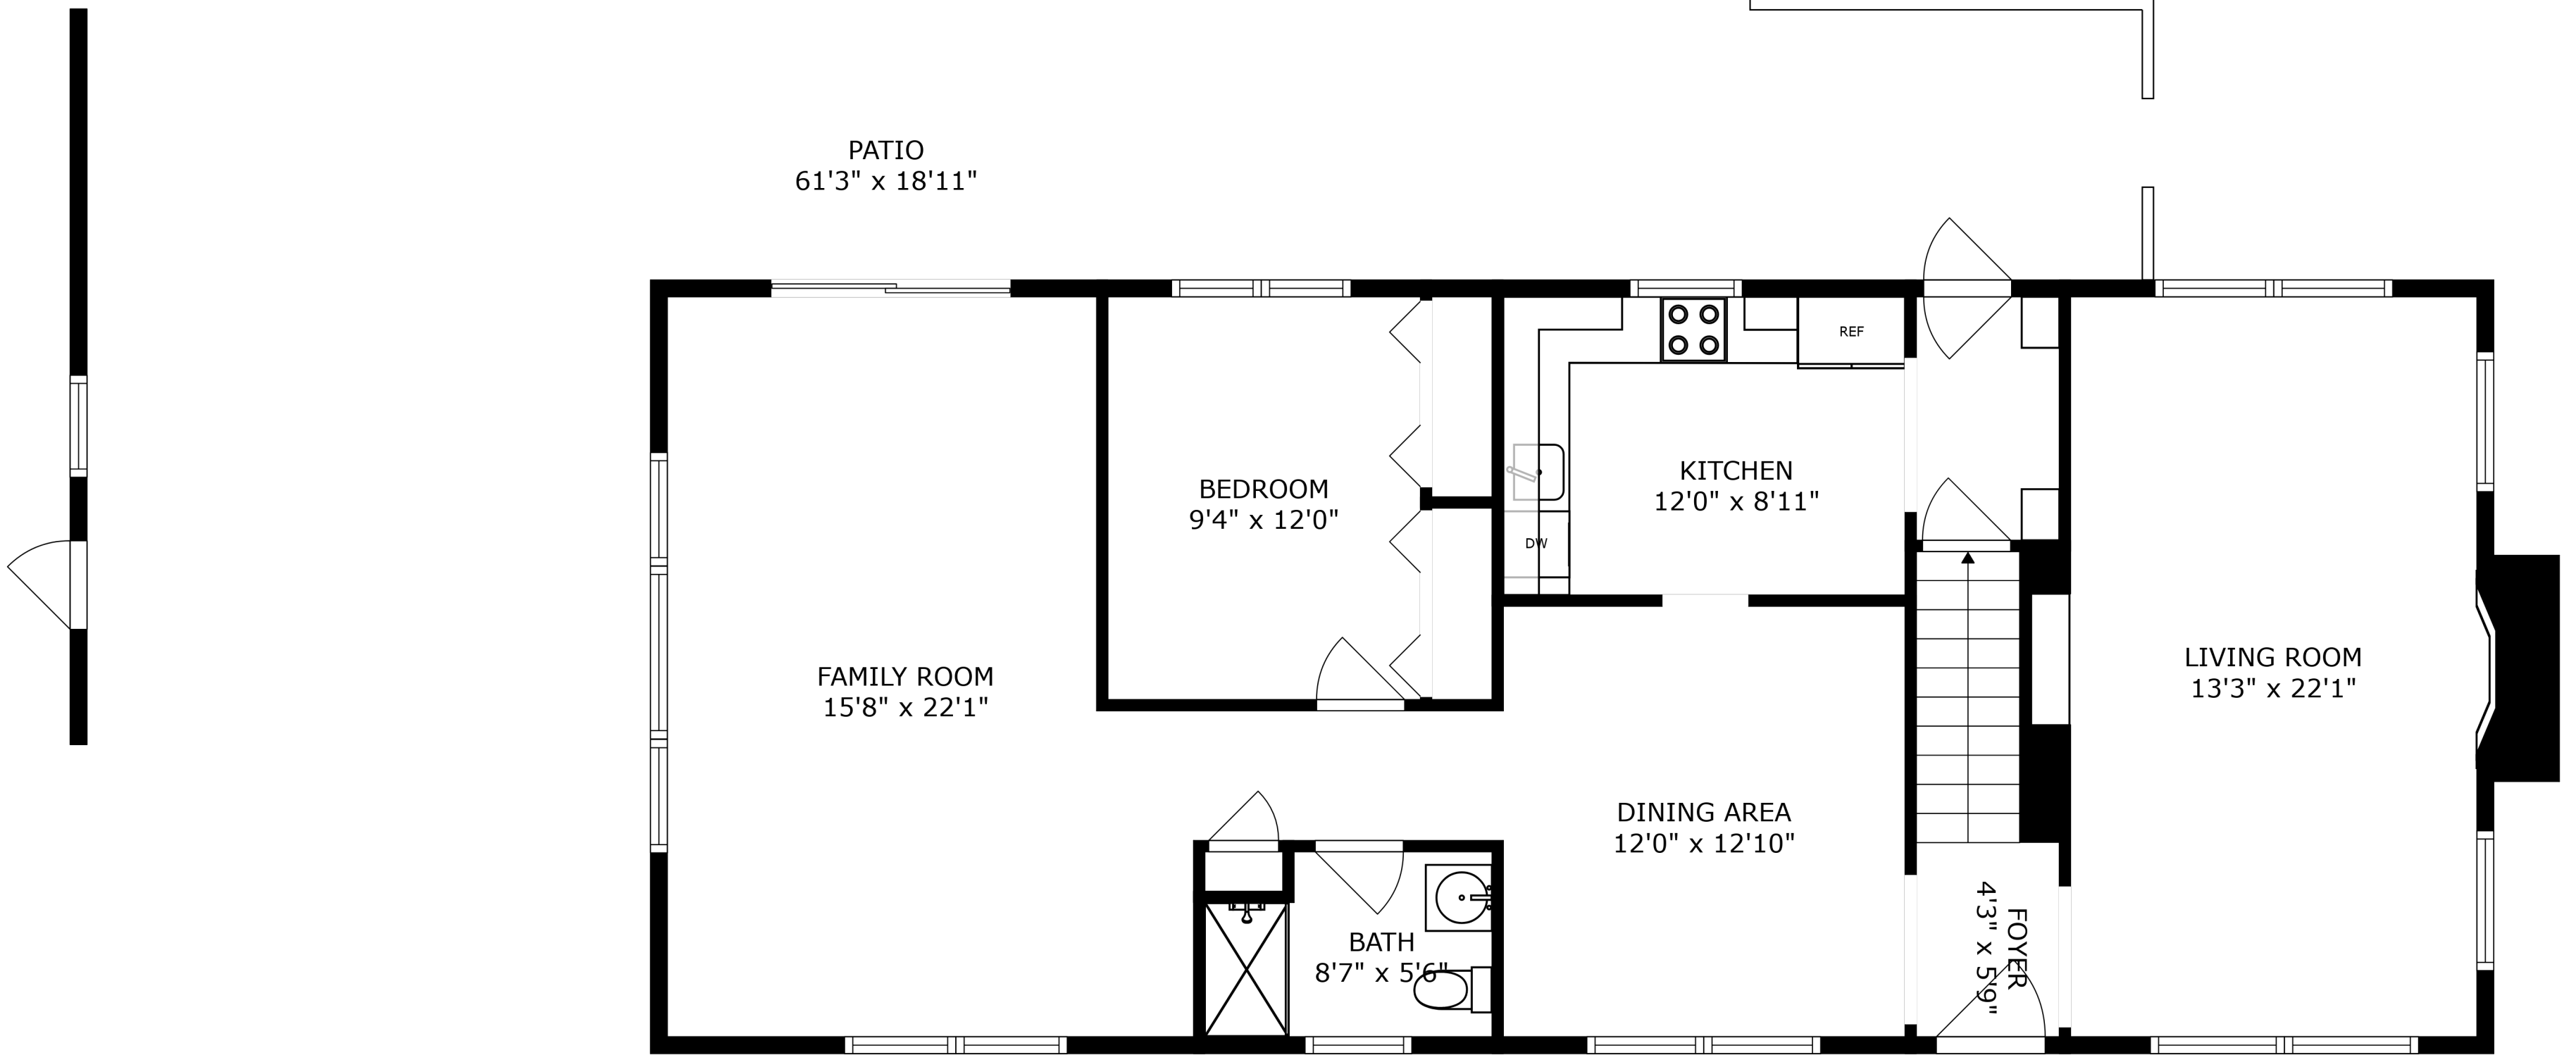 PATIO
61'3" x 18'11"
REF
KITCHEN
12'0" x 8'11"
BEDROOM
9'4" x 12'0"
DW
FAMILY ROOM
15'8" x 22'1"
LIVING ROOM
13'3" x 22'1"
DINING AREA
12'0" x 12'10"
BATH
8'7" x 5'6"
FOYER
4'3" x 5'9"